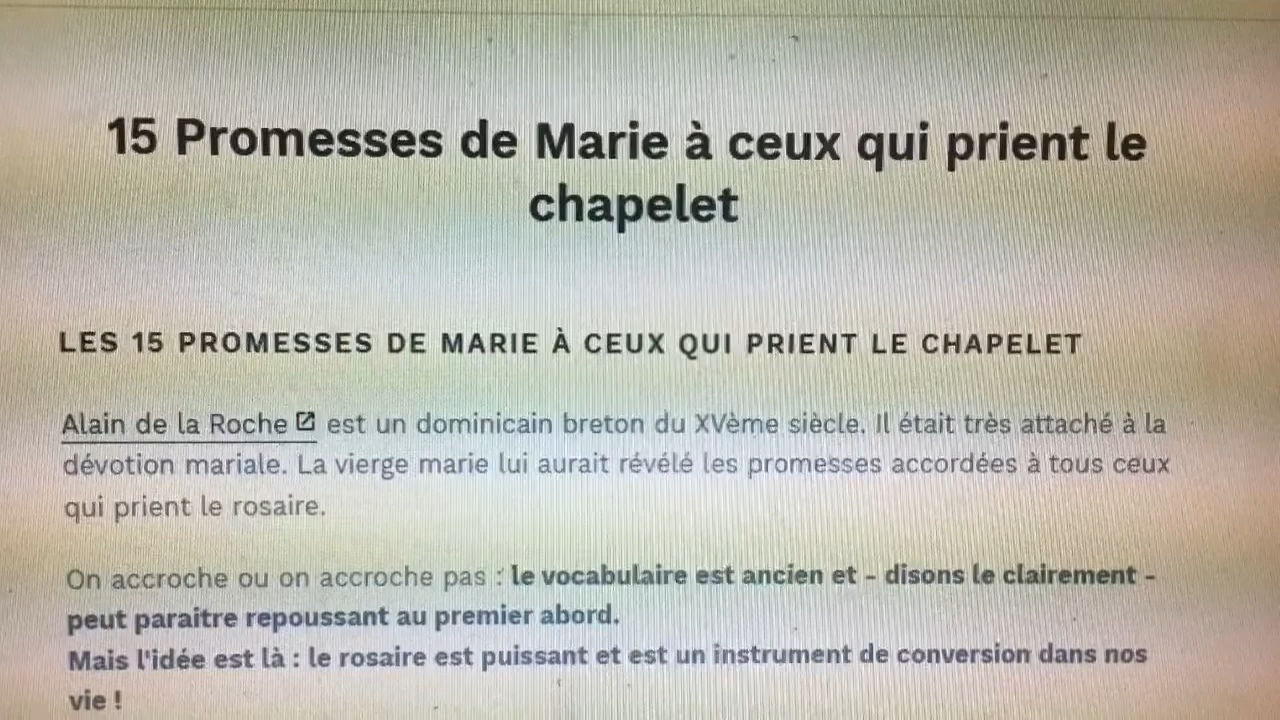 15 Promesses de Marie à ceux qui prient le
chapelet
LES 15 PROMESSES DE MARIE À CEUX QUI PRIENT LE CHAPELET
Alain de la Roche est un dominicain breton du XVème siècle. Il était très attaché à la
dévotion mariale. La vierge marie lui aurait révélé les promesses accordées à tous ceux
qui prient le rosaire.
On accroche ou on accroche pas : le vocabulaire est ancien et - disons le clairement -
peut paraitre repoussant au premier abord.
Mais l'idée est là : le rosaire est puissant et est un instrument de conversion dans nos
vie !